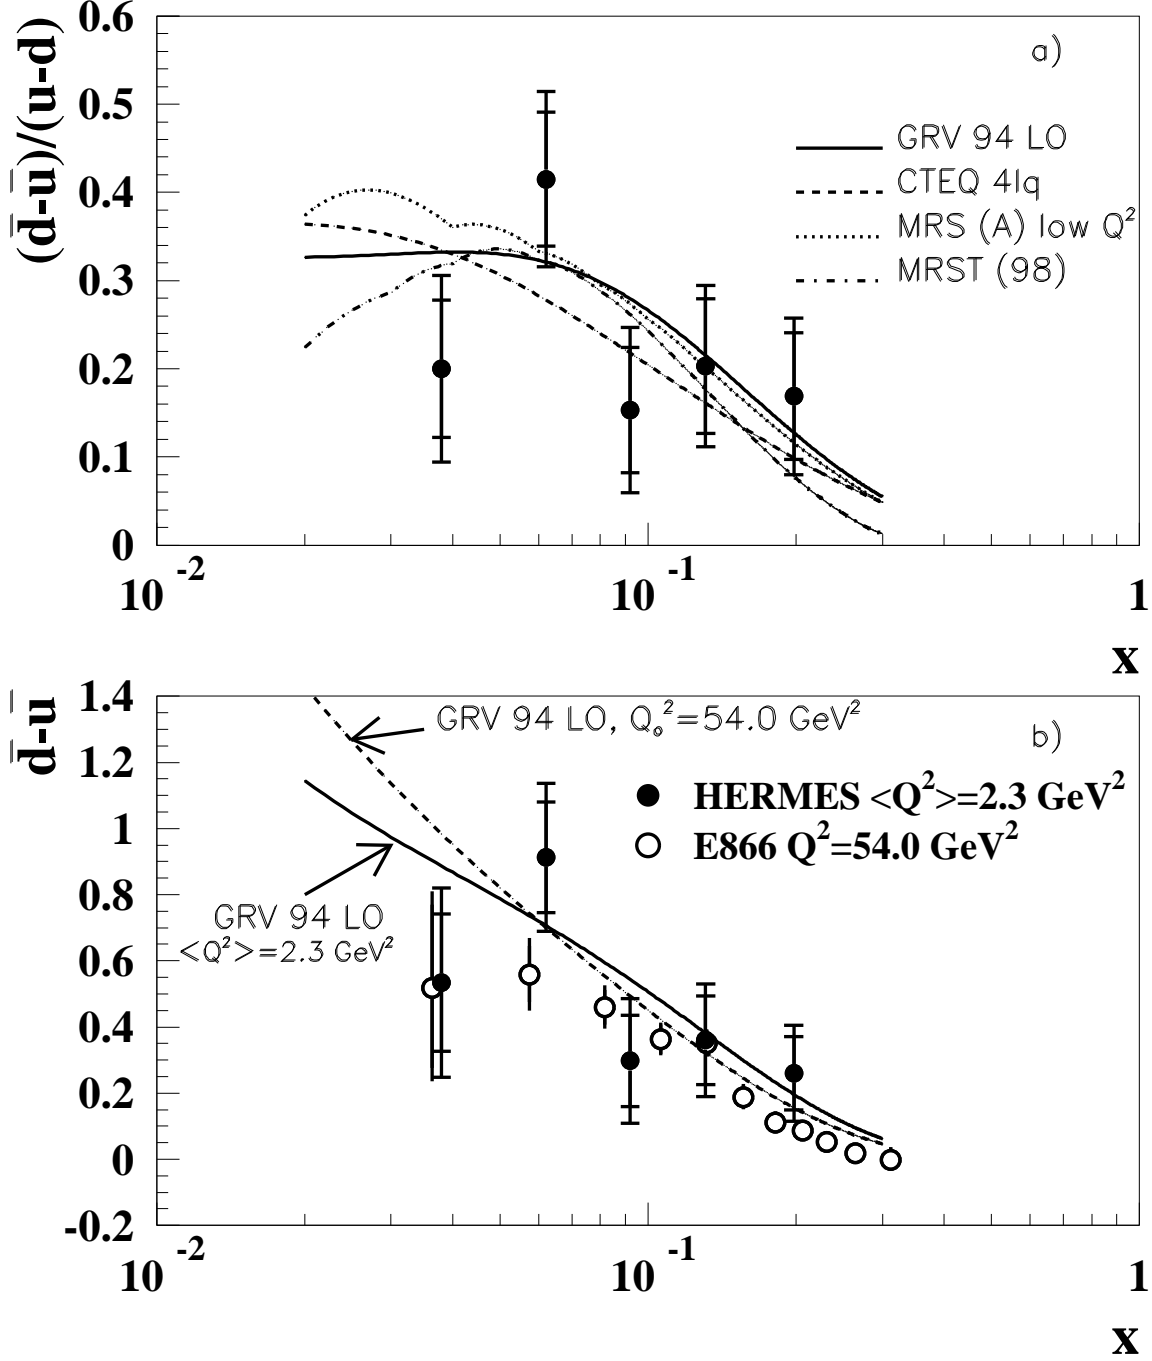 (d̅-u̅)/(u-d)
0.6
0.5
0.4
0.3
0.2
0.1
0
a)
GRV 94 LO
CTEQ 4lq
MRS (A) low Q²
MRST (98)
10⁻²
10⁻¹
1
x
d̅-u̅
1.4
1.2
1
0.8
0.6
0.4
0.2
0
-0.2
GRV 94 LO, Q₀²=54.0 GeV²
b)
HERMES <Q²>=2.3 GeV²
E866 Q²=54.0 GeV²
GRV 94 LO
<Q²>=2.3 GeV²
10⁻²
10⁻¹
1
x